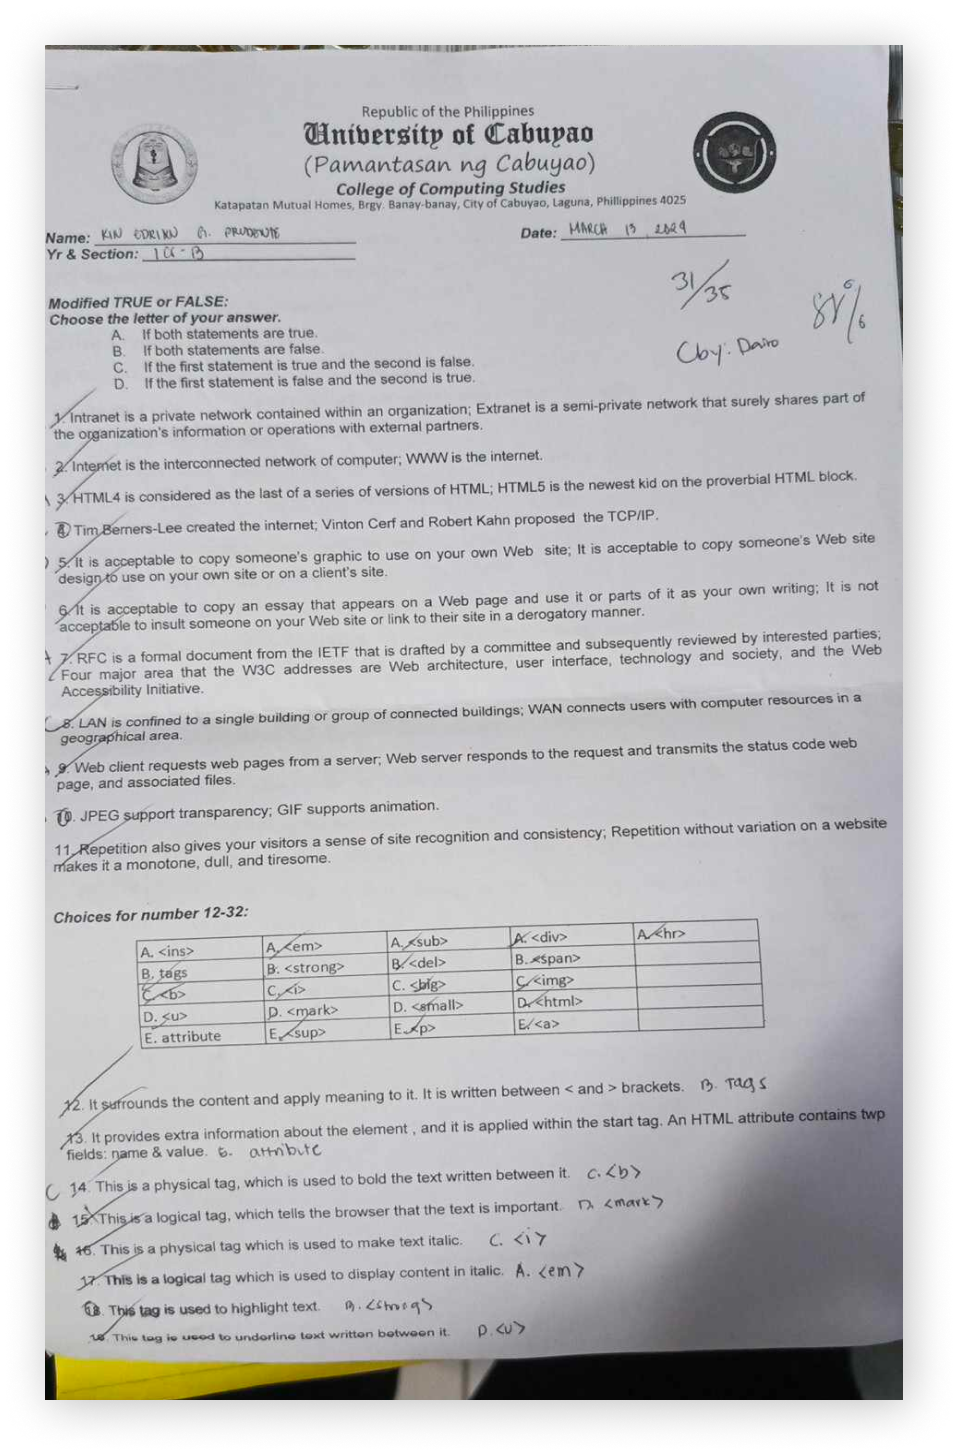 Republic of the Philippines
University of Cabuyao
(Pamantasan ng Cabuyao)
College of Computing Studies
Katapatan Mutual Homes, Brgy. Banay-banay, City of Cabuyao, Laguna, Phillippines 4025
Name: KIN EDRIKN G. PRUDENTE Date: MARCH 13, 2024
Yr & Section: 1CS-B
31/35
Modified TRUE or FALSE:
Choose the letter of your answer.
A. If both statements are true.
B. If both statements are false.
C. If the first statement is true and the second is false.
D. If the first statement is false and the second is true.
Cby: Dairo
1. Intranet is a private network contained within an organization; Extranet is a semi-private network that surely shares part of
the organization's information or operations with external partners.
2. Internet is the interconnected network of computer; WWW is the internet.
3. HTML4 is considered as the last of a series of versions of HTML; HTML5 is the newest kid on the proverbial HTML block.
4. Tim Berners-Lee created the internet; Vinton Cerf and Robert Kahn proposed the TCP/IP.
5. It is acceptable to copy someone's graphic to use on your own Web site; It is acceptable to copy someone's Web site
design to use on your own site or on a client's site.
6. It is acceptable to copy an essay that appears on a Web page and use it or parts of it as your own writing; It is not
acceptable to insult someone on your Web site or link to their site in a derogatory manner.
7. RFC is a formal document from the IETF that is drafted by a committee and subsequently reviewed by interested parties;
Four major area that the W3C addresses are Web architecture, user interface, technology and society, and the Web
Accessibility Initiative.
8. LAN is confined to a single building or group of connected buildings; WAN connects users with computer resources in a
geographical area.
9. Web client requests web pages from a server; Web server responds to the request and transmits the status code web
page, and associated files.
10. JPEG support transparency; GIF supports animation.
11. Repetition also gives your visitors a sense of site recognition and consistency; Repetition without variation on a website
makes it a monotone, dull, and tiresome.
Choices for number 12-32:
A. <ins> A. <em> A. <sub> A. <div> A. <hr>
B. tags B. <strong> B. <del> B. <span>
C. <b> C. <i> C. <big> C. <img>
D. <u> D. <mark> D. <small> D. <html>
E. attribute E. <sup> E. <p> E. <a>
12. It surrounds the content and apply meaning to it. It is written between < and > brackets. B. Tags
13. It provides extra information about the element , and it is applied within the start tag. An HTML attribute contains twp
fields: name & value. E. attribute
C 14. This is a physical tag, which is used to bold the text written between it. C. <b>
15. This is a logical tag, which tells the browser that the text is important. D. <mark>
16. This is a physical tag which is used to make text italic. C. <i>
17. This is a logical tag which is used to display content in italic. A. <em>
18. This tag is used to highlight text. B. <strong>
19. This tag is used to underline text written between it. D. <u>